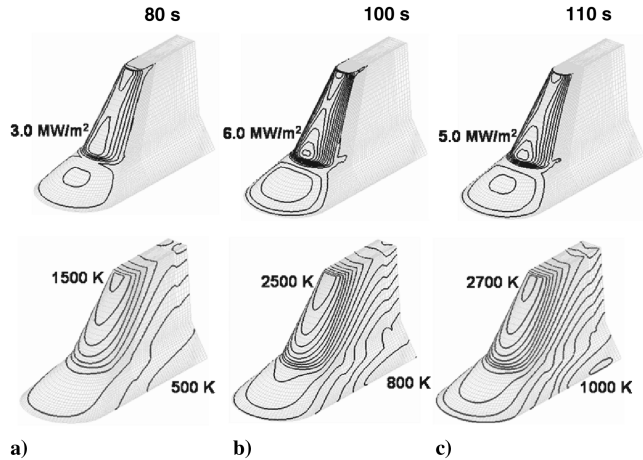 80 s 100 s 110 s
3.0 MW/m² 6.0 MW/m² 5.0 MW/m²
1500 K 2500 K 2700 K
500 K 800 K 1000 K
a) b) c)